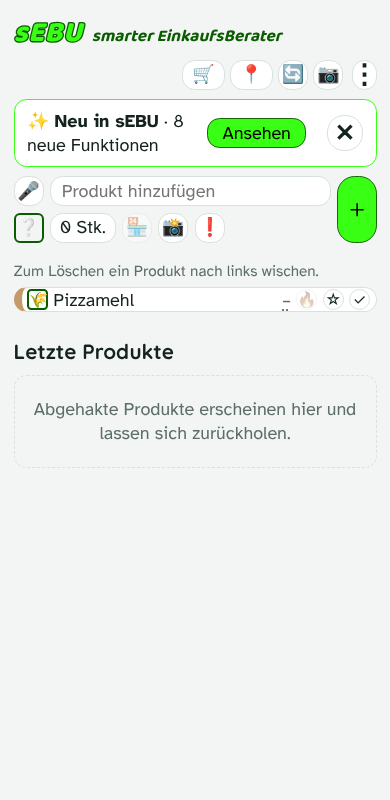 sEBU smarter EinkaufsBerater
✨ Neu in sEBU · 8
neue Funktionen
Ansehen
Produkt hinzufügen
+
0 Stk.
Zum Löschen ein Produkt nach links wischen.
Pizzamehl
Letzte Produkte
Abgehakte Produkte erscheinen hier und
lassen sich zurückholen.